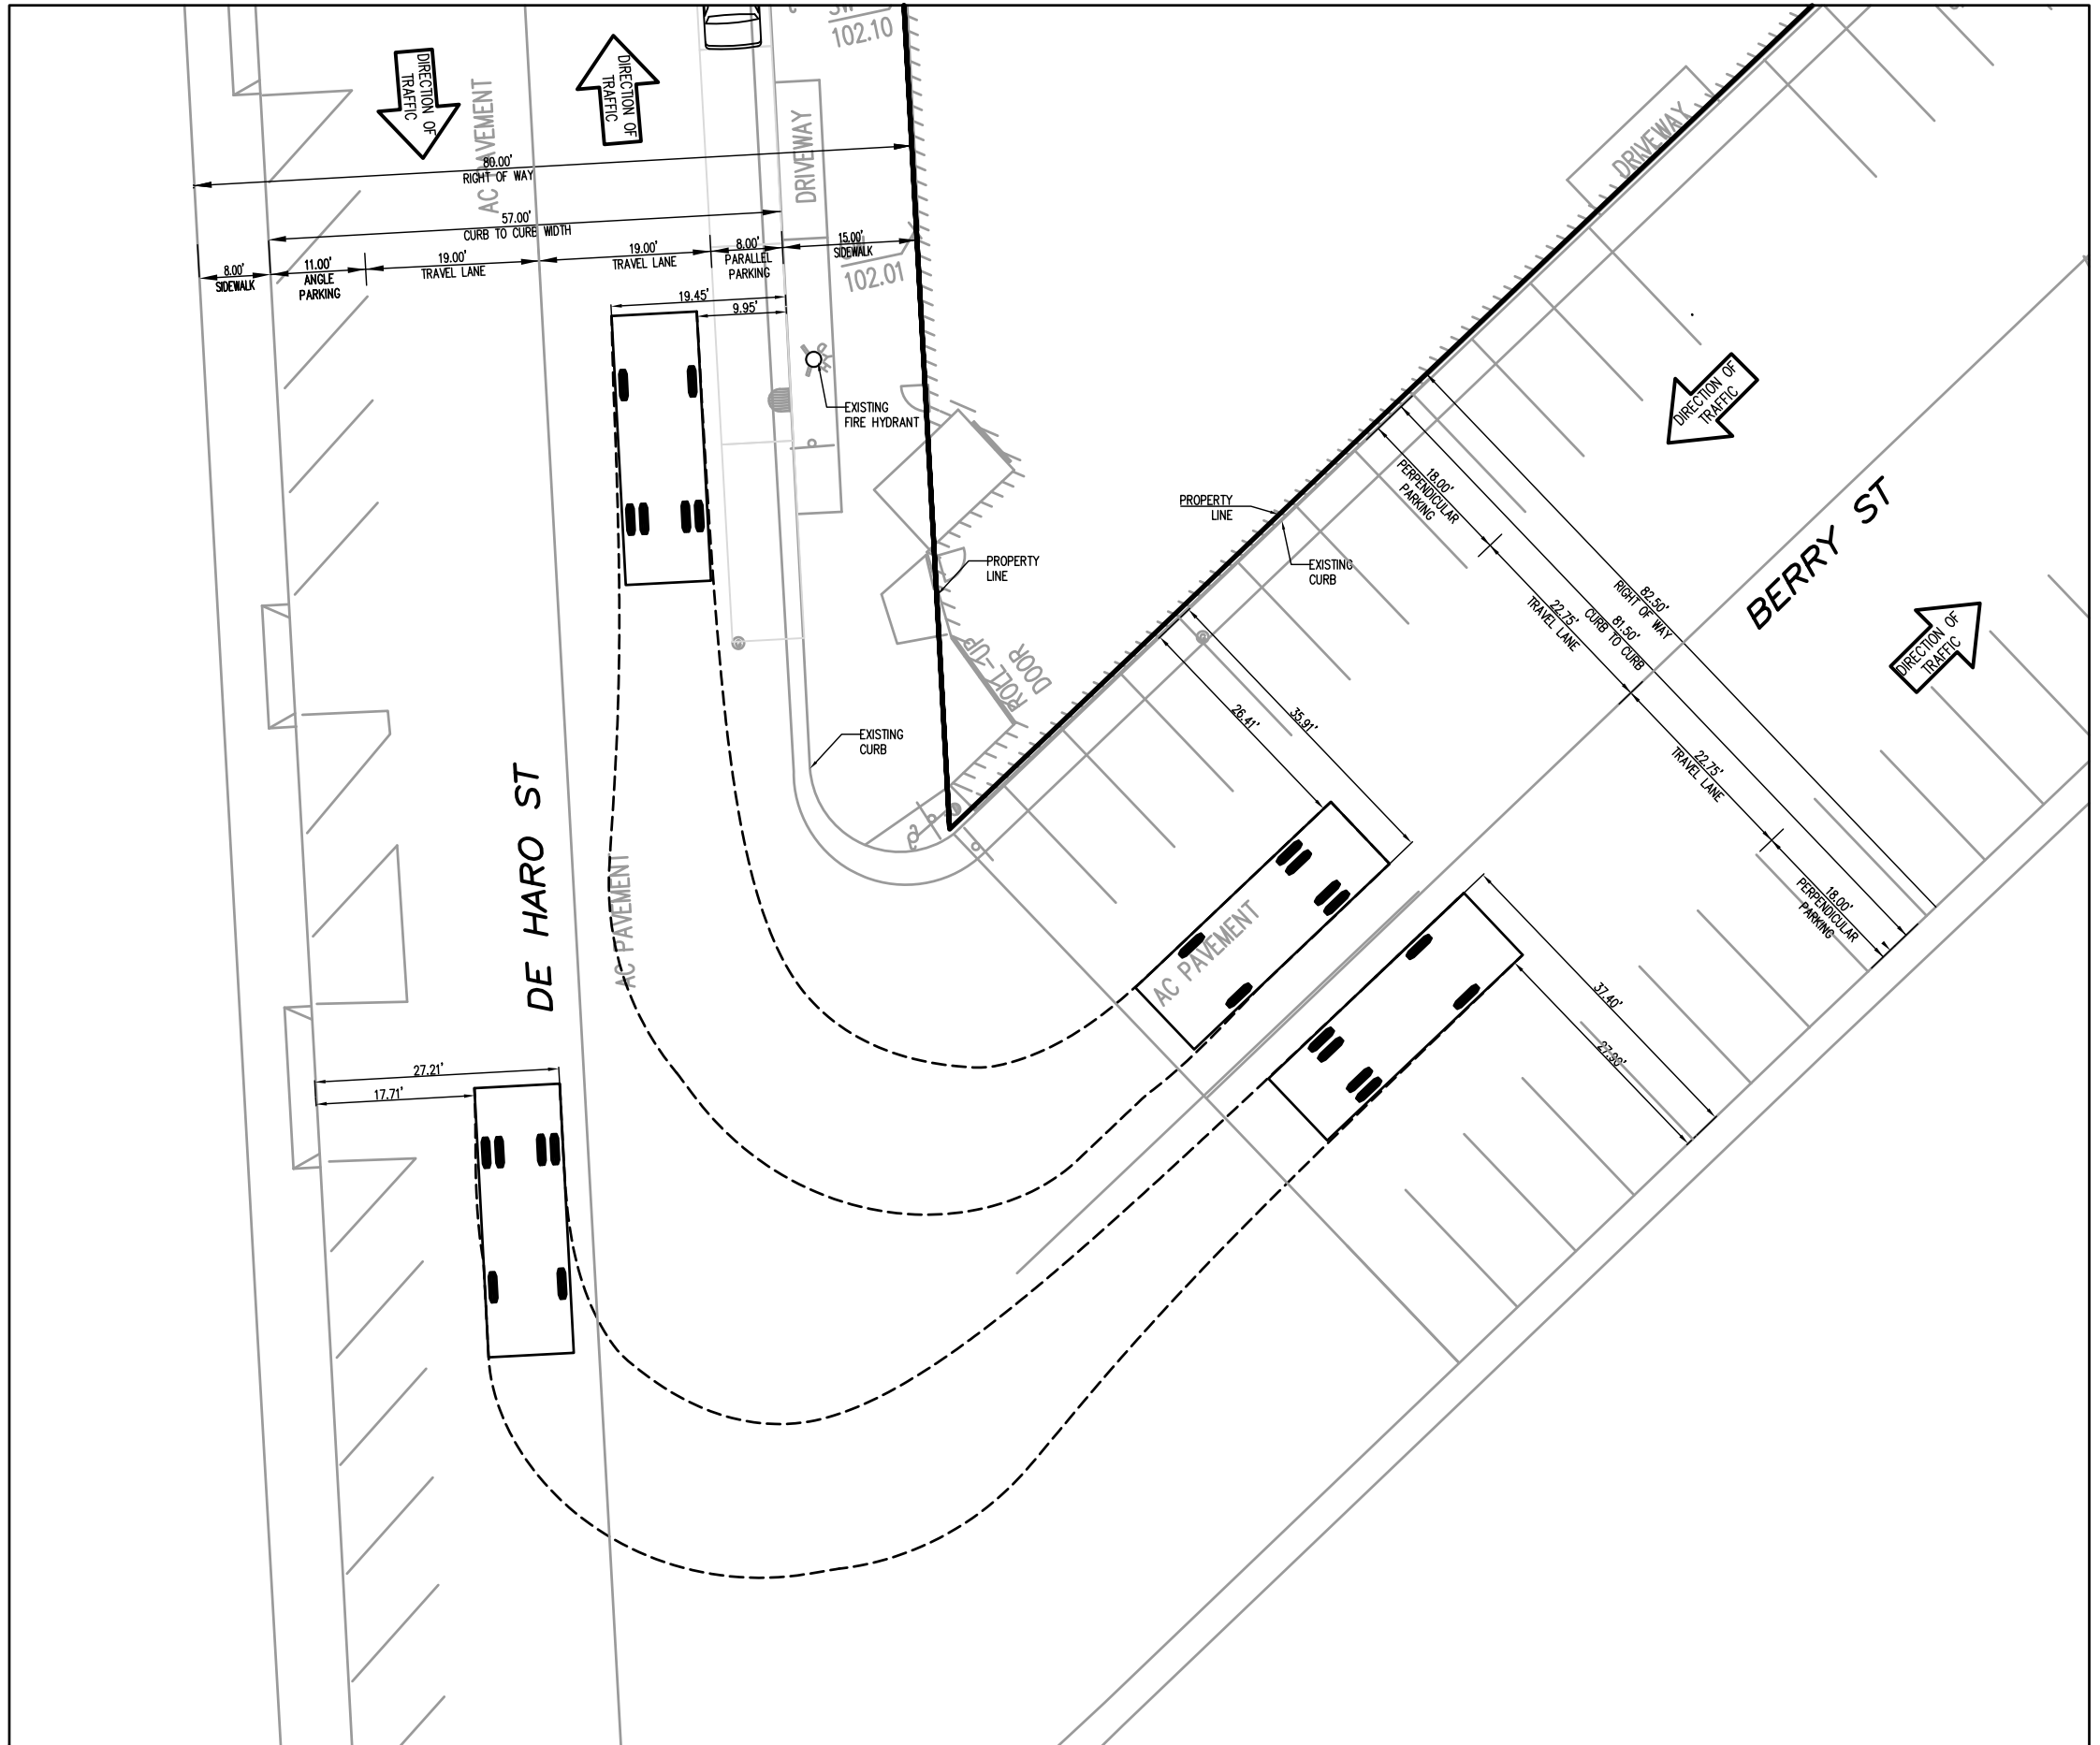 102.10
DIRECTION OF
TRAFFIC
DIRECTION OF
TRAFFIC
AC PAVEMENT
DRIVEWAY
DRIVEWAY
80.00'
RIGHT OF WAY
57.00'
CURB TO CURB WIDTH
8.00'
SIDEWALK
11.00'
ANGLE
PARKING
19.00'
TRAVEL LANE
19.00'
TRAVEL LANE
8.00'
PARALLEL
PARKING
15.00'
SIDEWALK
102.01
19.45'
9.95'
EXISTING
FIRE HYDRANT
DIRECTION OF
TRAFFIC
18.00'
PERPENDICULAR
PARKING
PROPERTY
LINE
EXISTING
CURB
PROPERTY
LINE
BERRY ST
82.50'
RIGHT OF WAY
81.50'
CURB TO CURB
22.75'
TRAVEL LANE
DIRECTION OF
TRAFFIC
ROLL-UP
DOOR
26.41'
35.91'
EXISTING
CURB
22.75'
TRAVEL LANE
DE HARO ST
AC PAVEMENT
AC PAVEMENT
18.00'
PERPENDICULAR
PARKING
37.40'
27.21'
17.71'